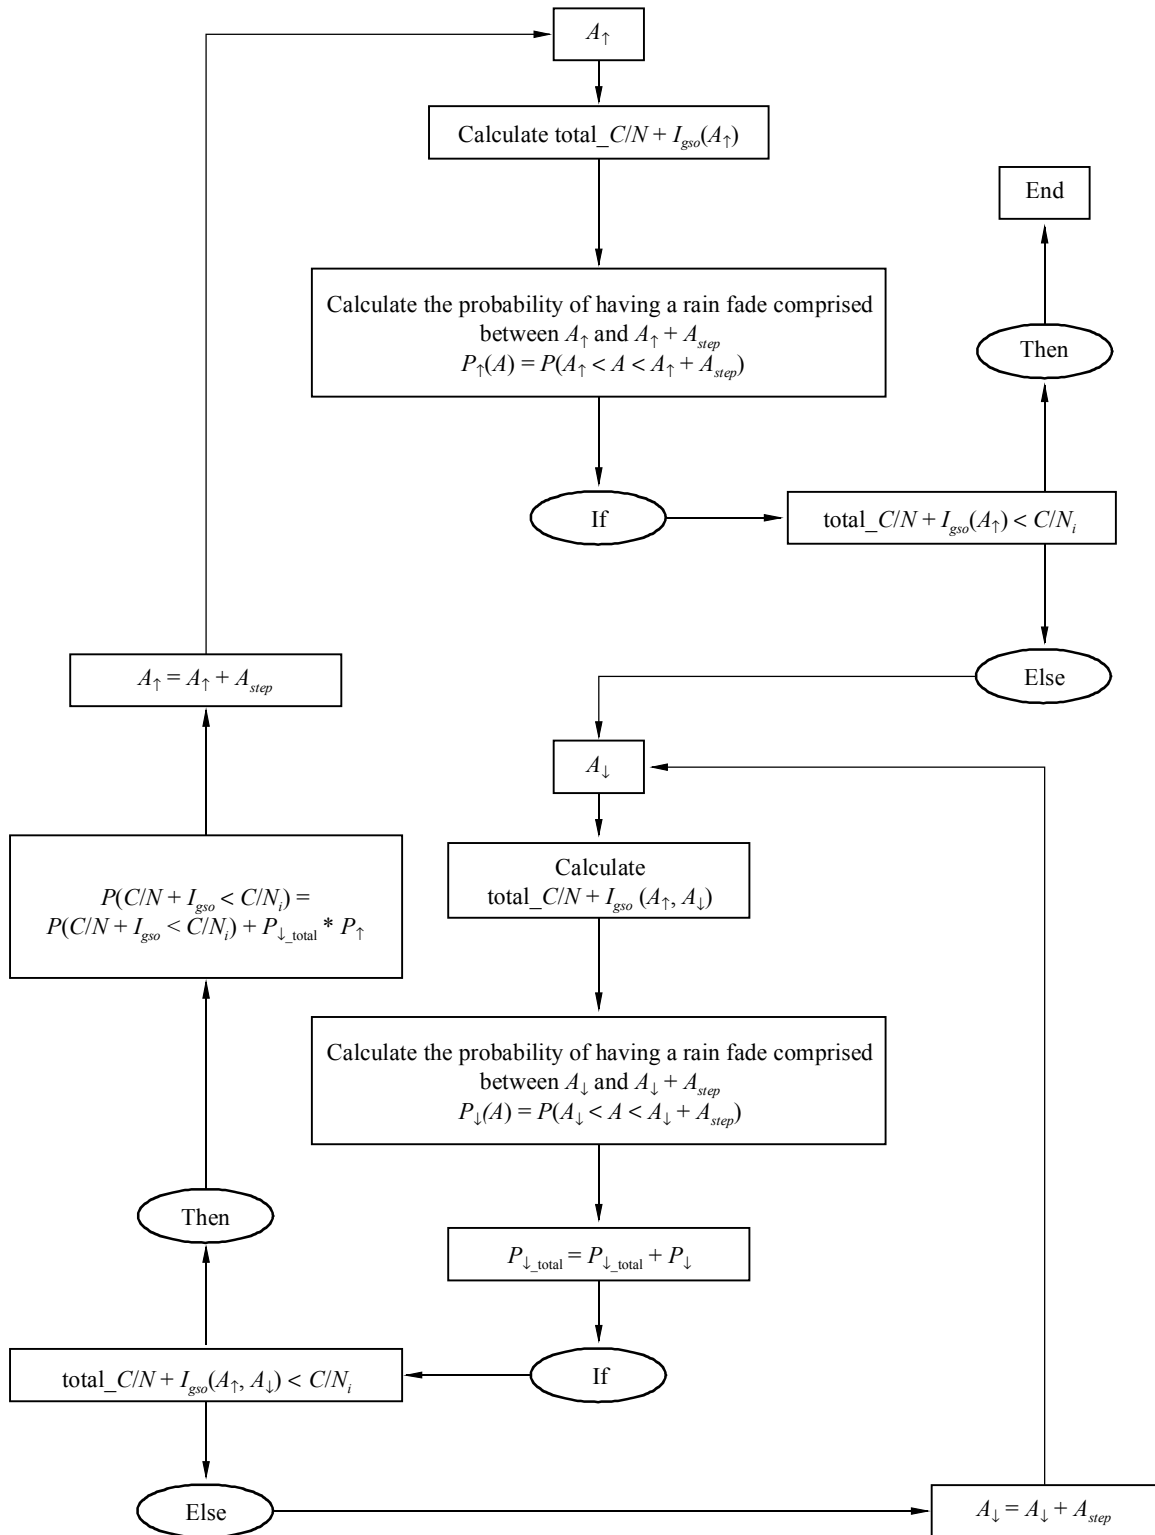 A↑
Calculate total_C/N + I_gso(A↑)
End
Calculate the probability of having a rain fade comprised
between A↑ and A↑ + A_step
P↑(A) = P(A↑ < A < A↑ + A_step)
Then
If
total_C/N + I_gso(A↑) < C/N_i
Else
A↑ = A↑ + A_step
A↓
Calculate
total_C/N + I_gso (A↑, A↓)
P(C/N + I_gso < C/N_i) =
P(C/N + I_gso < C/N_i) + P↓_total * P↑
Calculate the probability of having a rain fade comprised
between A↓ and A↓ + A_step
P↓(A) = P(A↓ < A < A↓ + A_step)
Then
P↓_total = P↓_total + P↓
If
total_C/N + I_gso(A↑, A↓) < C/N_i
Else
A↓ = A↓ + A_step